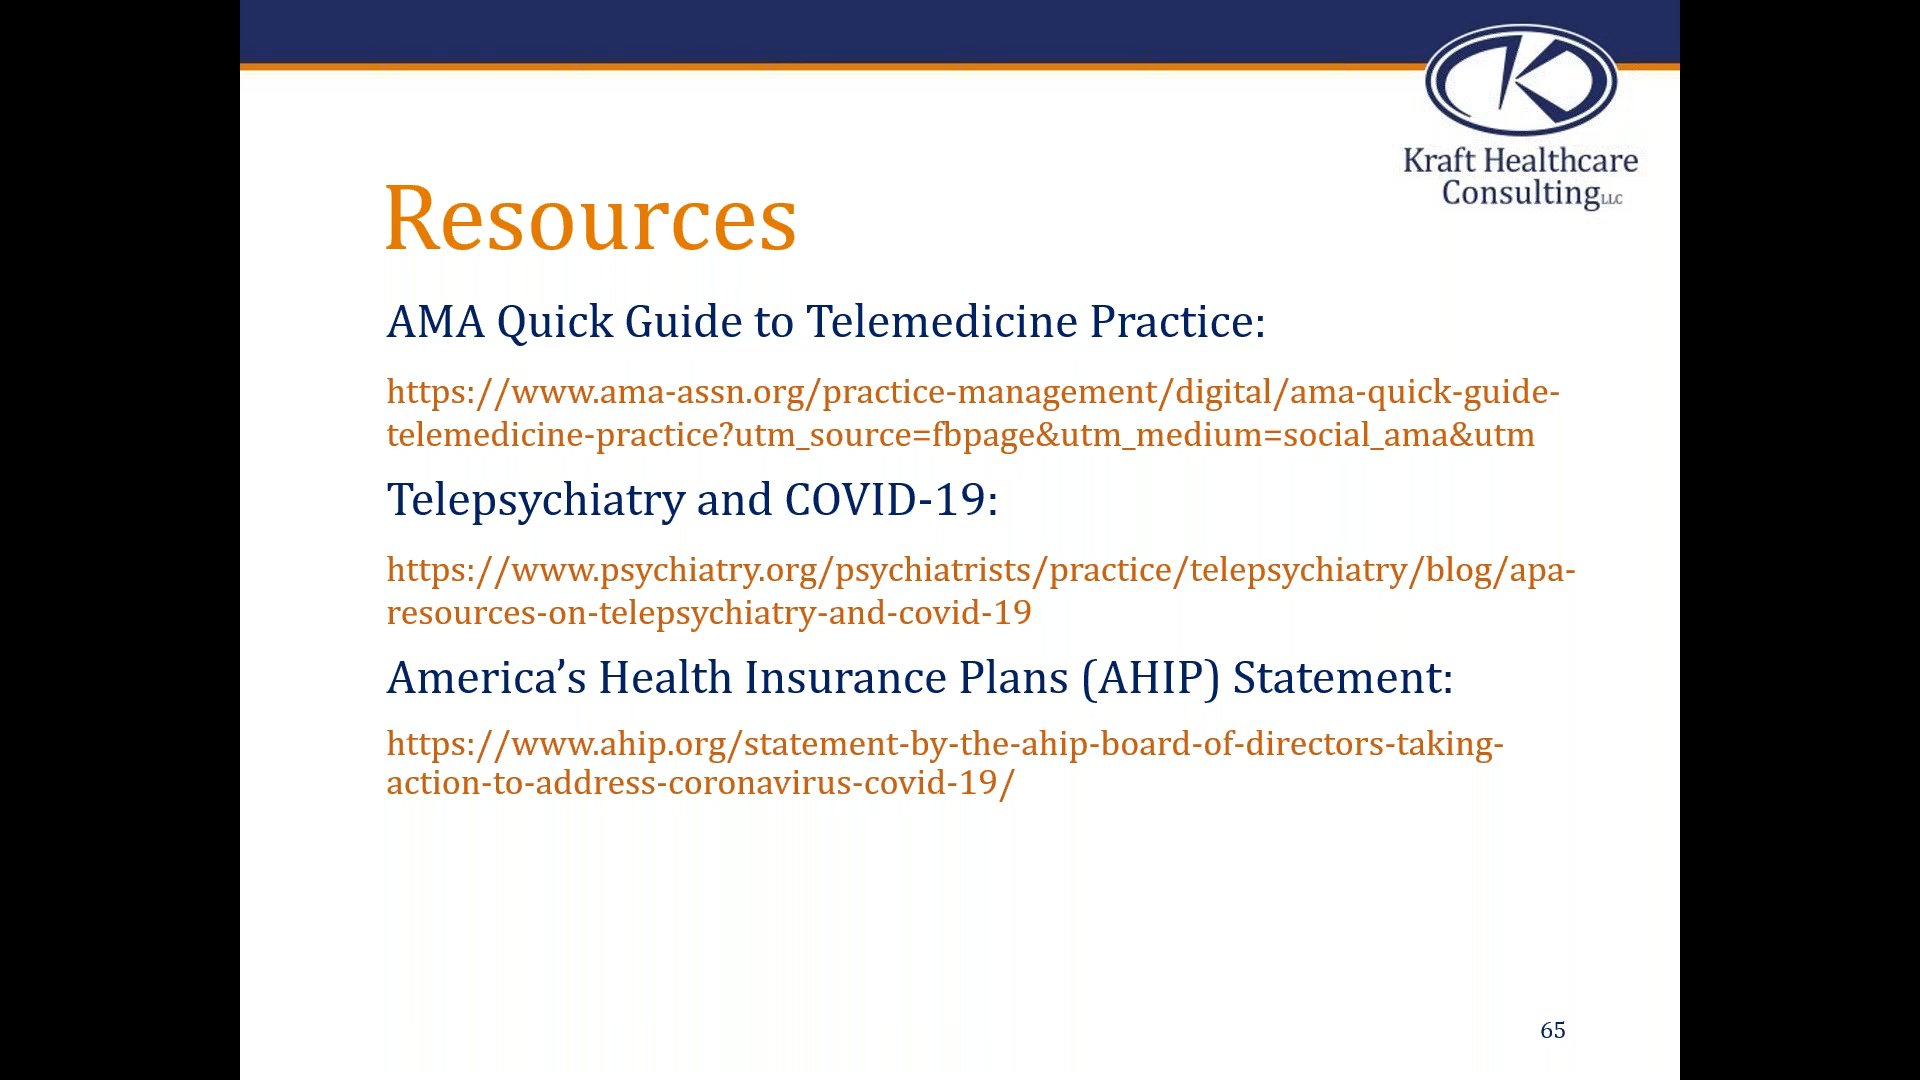 Kraft Healthcare
Consulting LLC
Resources
AMA Quick Guide to Telemedicine Practice:
https://www.ama-assn.org/practice-management/digital/ama-quick-guide-
telemedicine-practice?utm_source=fbpage&utm_medium=social_ama&utm
Telepsychiatry and COVID-19:
https://www.psychiatry.org/psychiatrists/practice/telepsychiatry/blog/apa-
resources-on-telepsychiatry-and-covid-19
America’s Health Insurance Plans (AHIP) Statement:
https://www.ahip.org/statement-by-the-ahip-board-of-directors-taking-
action-to-address-coronavirus-covid-19/
65